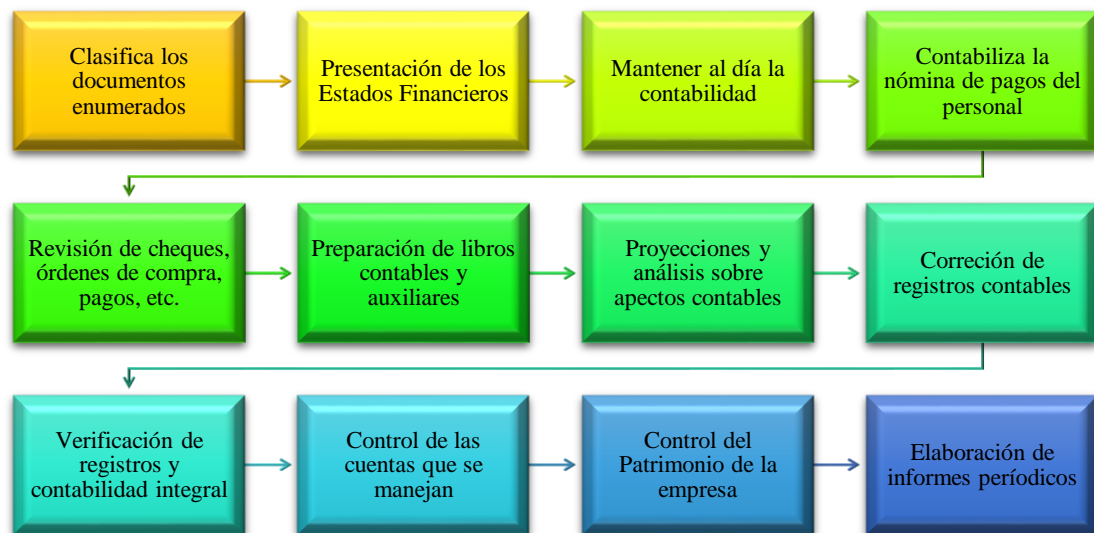 Clasifica los
documentos
enumerados
Presentación de los
Estados Financieros
Mantener al día la
contabilidad
Contabiliza la
nómina de pagos del
personal
Revisión de cheques,
órdenes de compra,
pagos, etc.
Preparación de libros
contables y
auxiliares
Proyecciones y
análisis sobre
apectos contables
Correción de
registros contables
Verificación de
registros y
contabilidad integral
Control de las
cuentas que se
manejan
Control del
Patrimonio de la
empresa
Elaboración de
informes períodicos